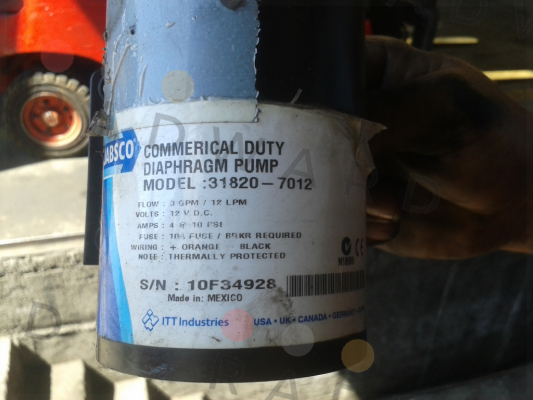 JABSCO
COMMERICAL DUTY
DIAPHRAGM PUMP
MODEL :31820-7012
FLOW : 3 GPM / 12 LPM
VOLTS : 12 V D.C.
AMPS : 4 @ 10 PSI
FUSE : 10A FUSE / BRKR REQUIRED
WIRING : + ORANGE - BLACK
NOTE : THERMALLY PROTECTED
CE
S/N : 10F34928
Made in: MEXICO
ITT Industries
USA • UK • CANADA • GERMANY